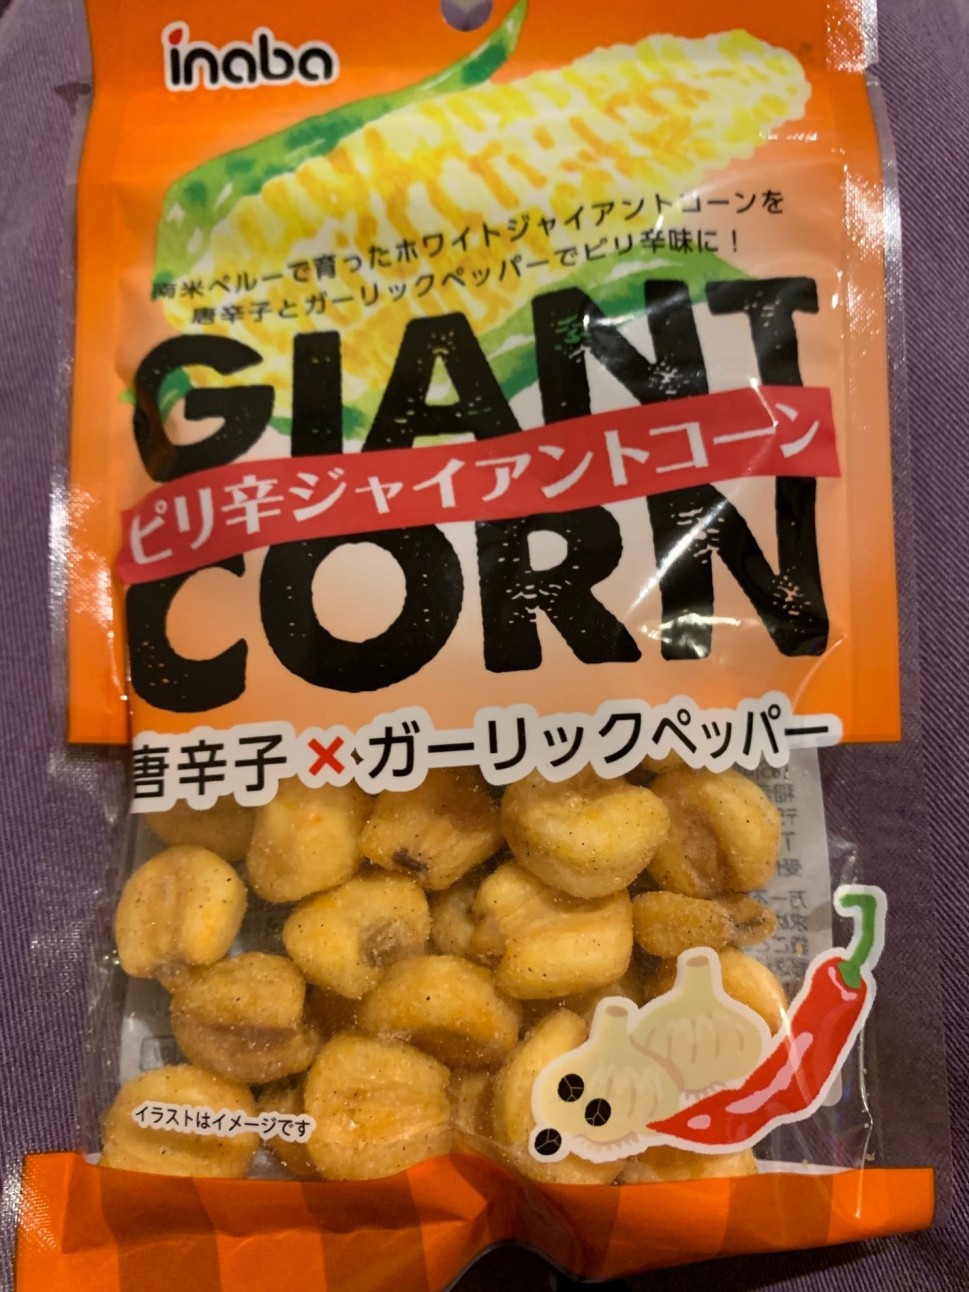 inaba
南米ペルーで育ったホワイトジャイアントコーンを
唐辛子とガーリックペッパーでピリ辛味に！
GIANT
ピリ辛ジャイアントコーン
CORN
唐辛子×ガーリックペッパー
イラストはイメージです